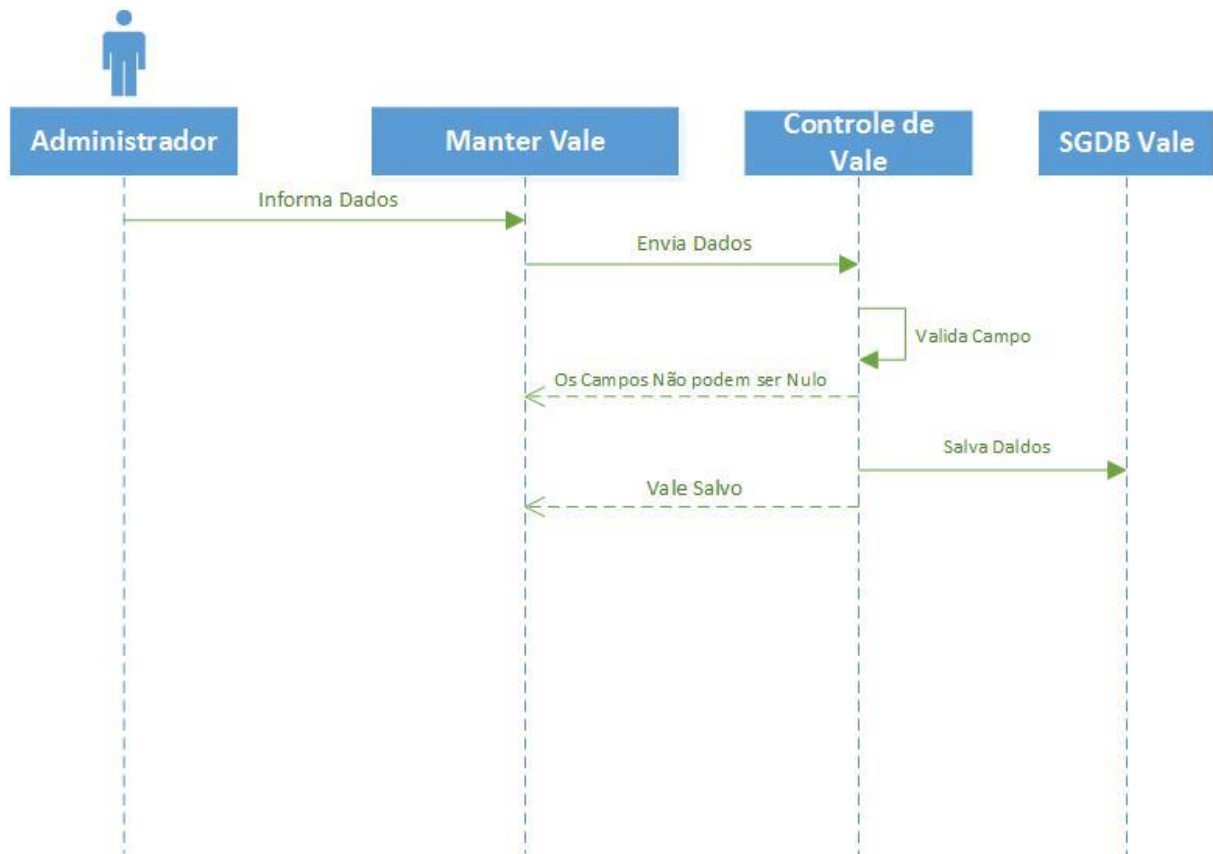 Administrador
Manter Vale
Controle de
Vale
SGDB Vale
Informa Dados
Envia Dados
Valida Campo
Os Campos Não podem ser Nulo
Salva Daldos
Vale Salvo